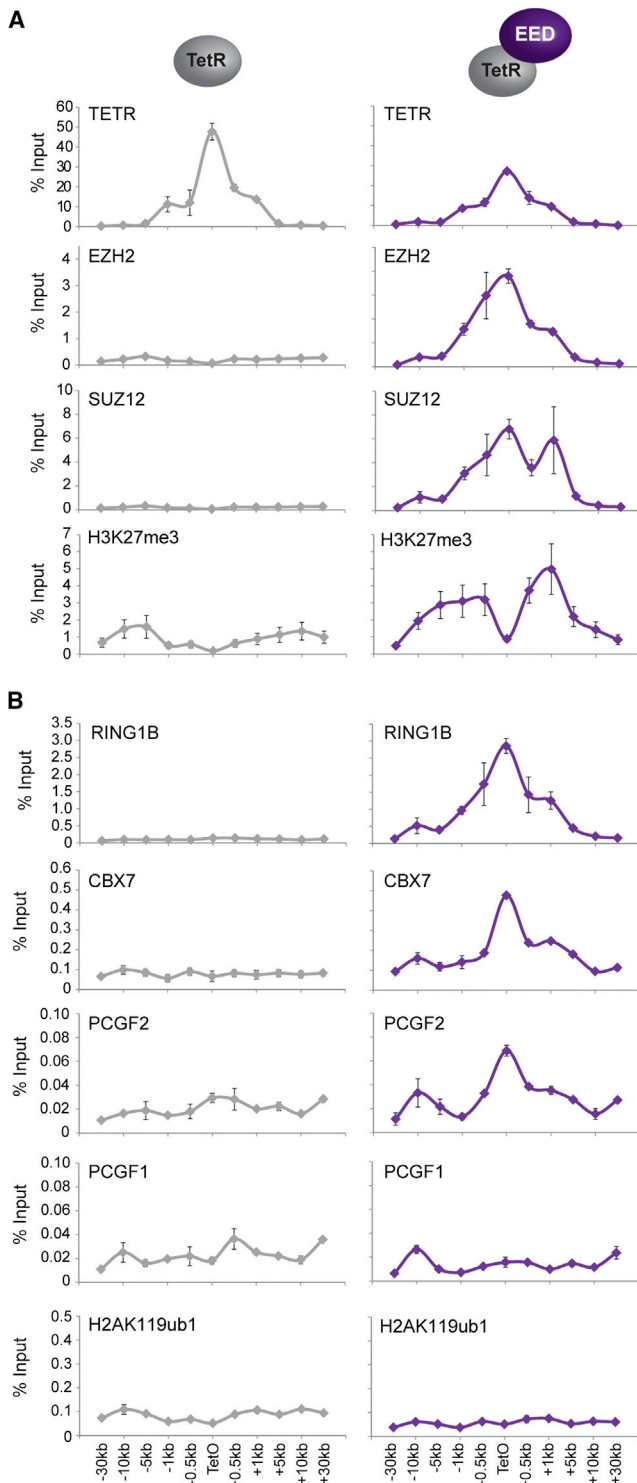 A
TetR
EED
TetR
TETR
TETR
% Input
60
50
40
30
20
10
0
EZH2
EZH2
% Input
4
3
2
1
0
SUZ12
SUZ12
% Input
10
8
6
4
2
0
H3K27me3
H3K27me3
% Input
7
6
5
4
3
2
1
0
B
RING1B
RING1B
% Input
3.5
3.0
2.5
2.0
1.5
1.0
0.5
0
CBX7
CBX7
% Input
0.6
0.5
0.4
0.3
0.2
0.1
0
PCGF2
PCGF2
% Input
0.10
0.08
0.06
0.04
0.02
0
PCGF1
PCGF1
% Input
0.10
0.08
0.06
0.04
0.02
0
H2AK119ub1
H2AK119ub1
% Input
0.5
0.4
0.3
0.2
0.1
0
-30kb
-10kb
-5kb
-1kb
-0.5kb
TetO
-0.5kb
+1kb
+5kb
+10kb
+30kb
-30kb
-10kb
-5kb
-1kb
-0.5kb
TetO
-0.5kb
+1kb
+5kb
+10kb
+30kb